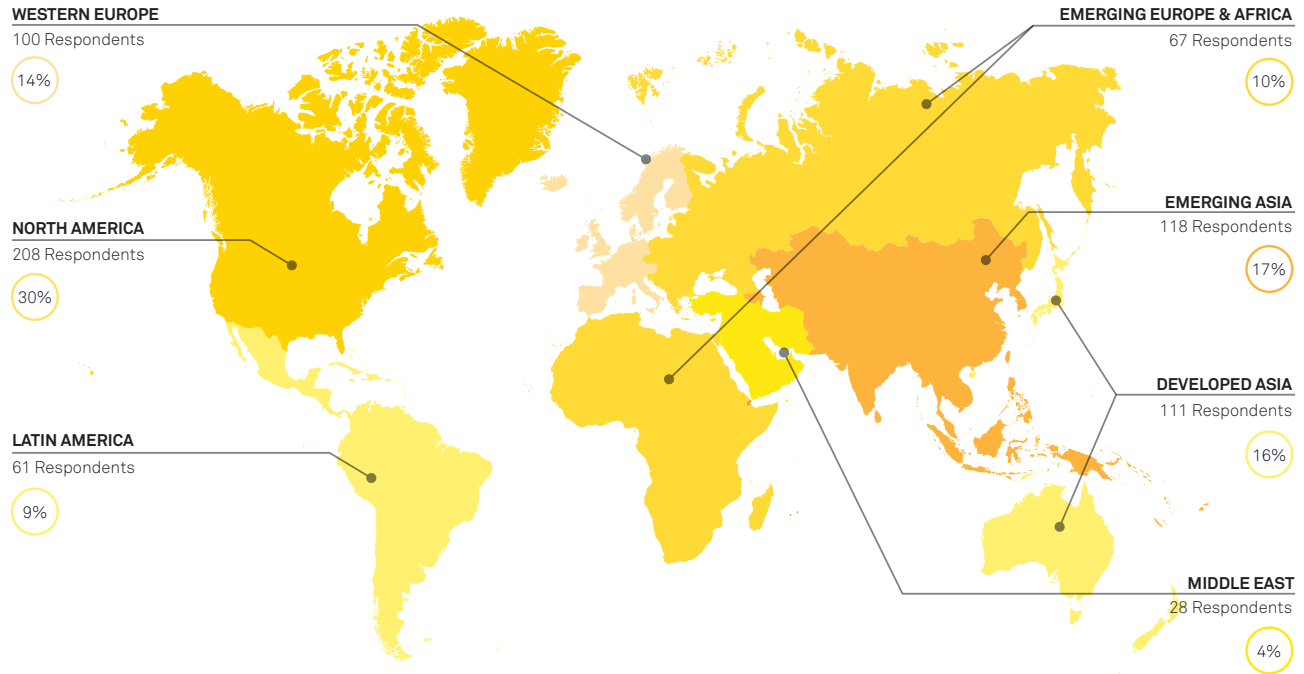 WESTERN EUROPE
100 Respondents
14%
EMERGING EUROPE & AFRICA
67 Respondents
10%
NORTH AMERICA
208 Respondents
30%
EMERGING ASIA
118 Respondents
17%
LATIN AMERICA
61 Respondents
9%
DEVELOPED ASIA
111 Respondents
16%
MIDDLE EAST
28 Respondents
4%